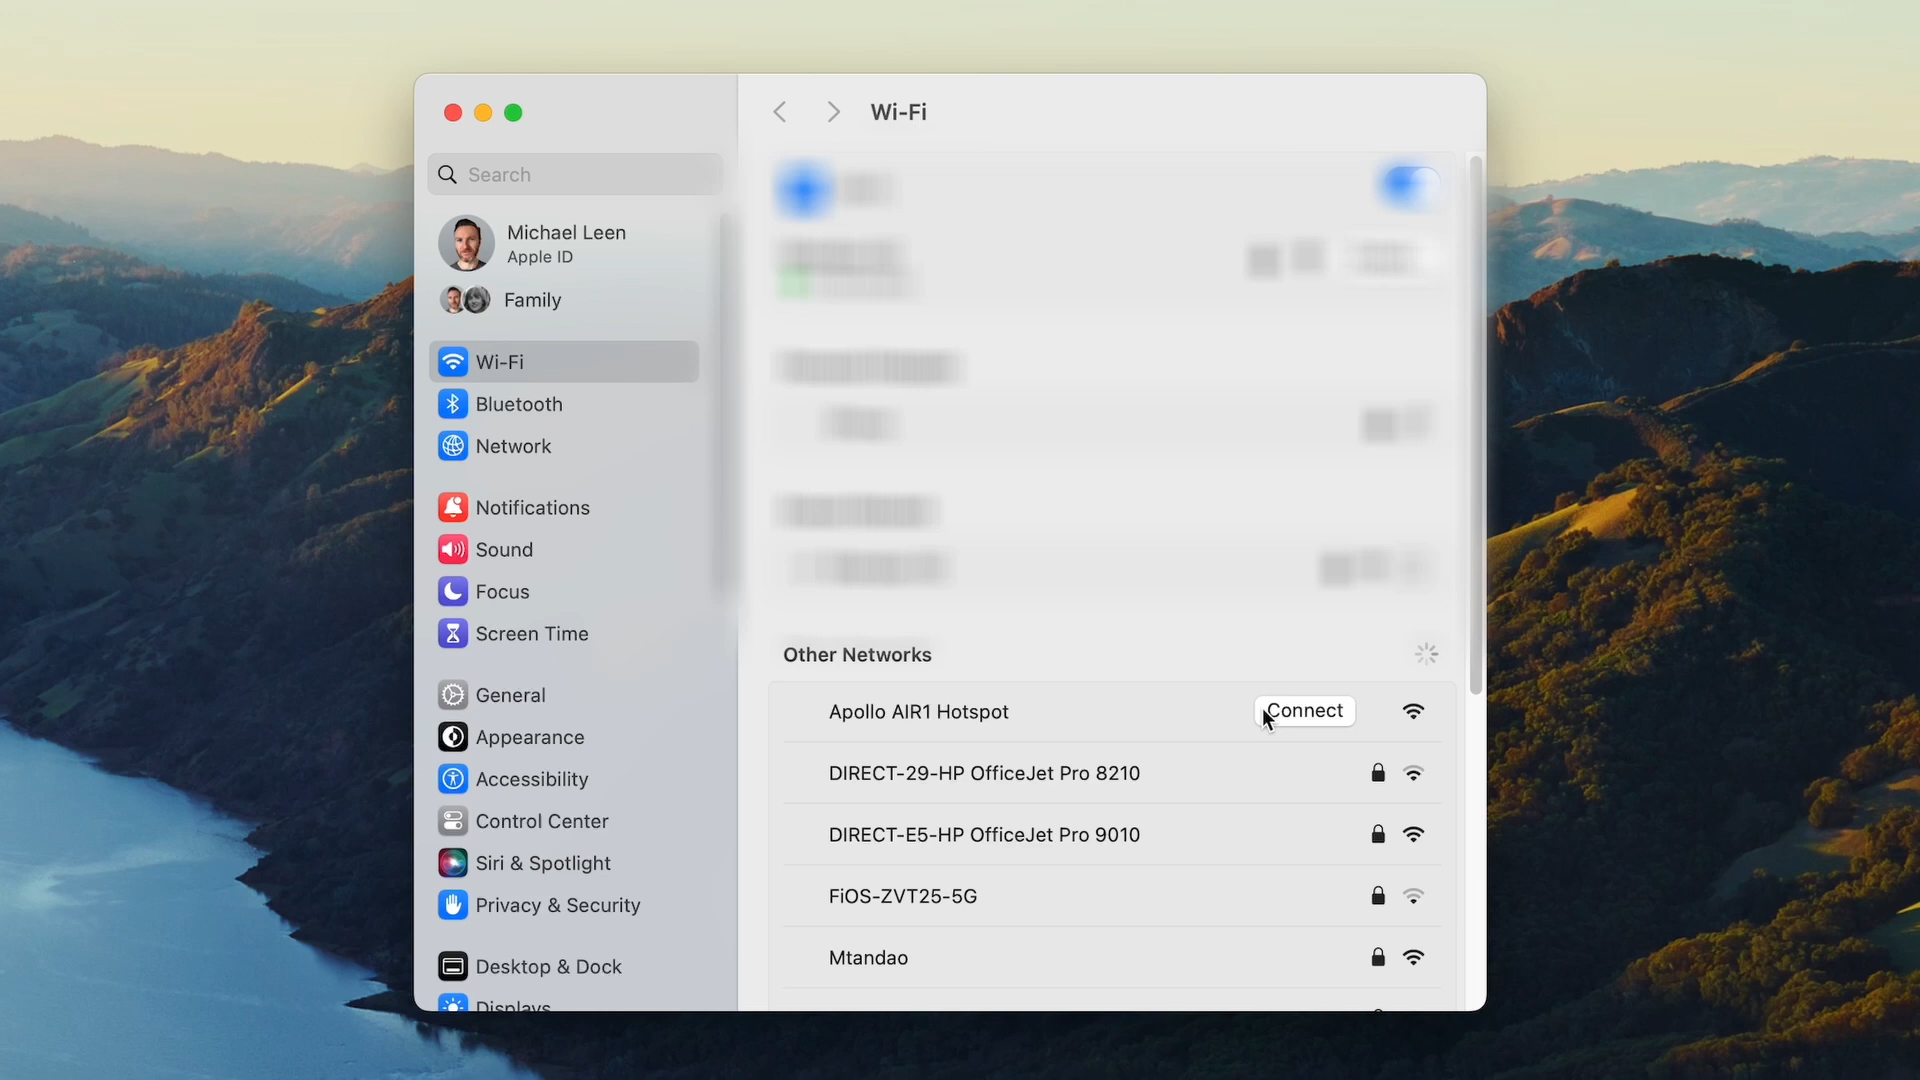 Wi-Fi
Search
Michael Leen
Apple ID
Family
Wi-Fi
Bluetooth
Network
Notifications
Sound
Focus
Screen Time
General
Appearance
Accessibility
Control Center
Siri & Spotlight
Privacy & Security
Desktop & Dock
Displays
Other Networks
Apollo AIR1 Hotspot
Connect
DIRECT-29-HP OfficeJet Pro 8210
DIRECT-E5-HP OfficeJet Pro 9010
FiOS-ZVT25-5G
Mtandao